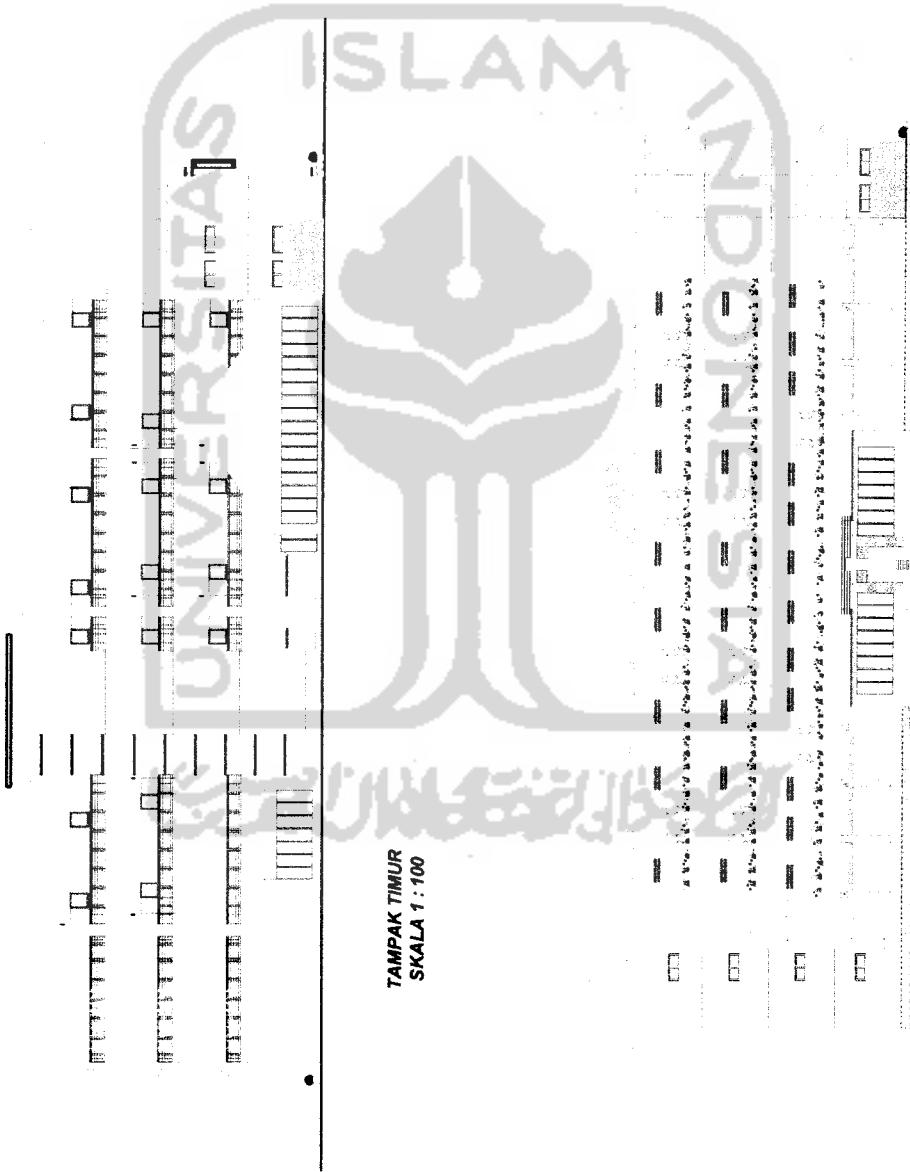 ISLAM
UNIVERSITAS
INDONESIA
TAMPAK TIMUR
SKALA 1 : 100